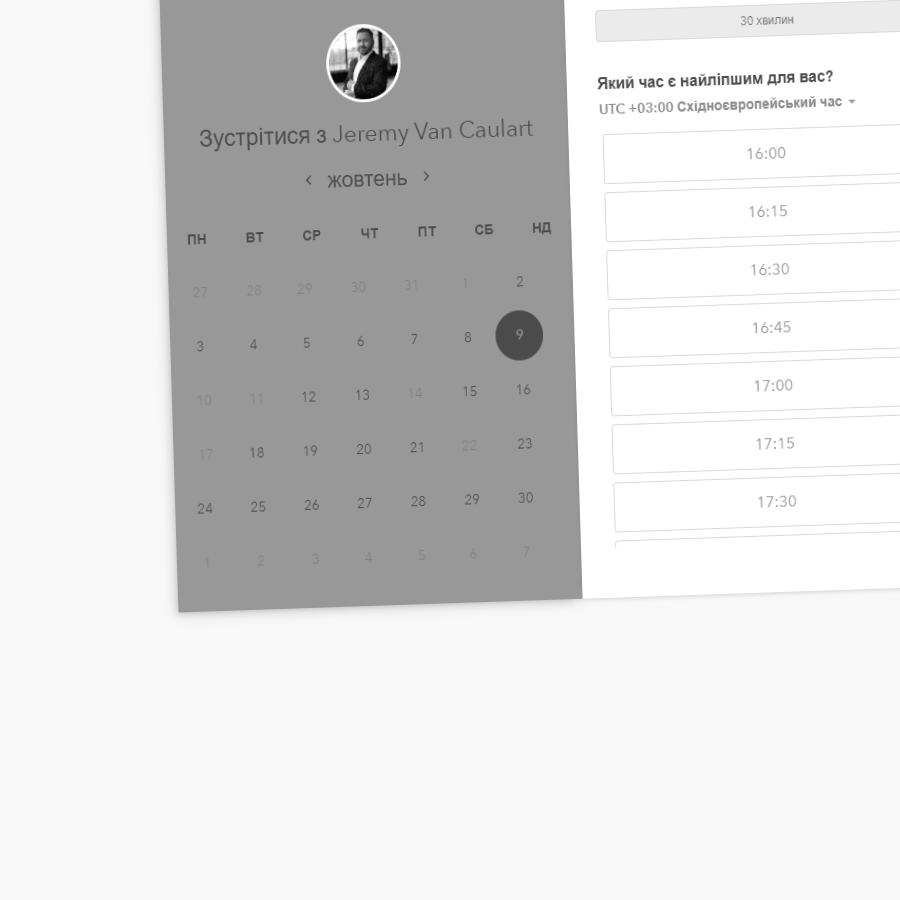 Зустрітися з Jeremy Van Caulart
жовтень
ПН ВТ СР ЧТ ПТ СБ НД
27 28 29 30 31 1 2
3 4 5 6 7 8 9
10 11 12 13 14 15 16
17 18 19 20 21 22 23
24 25 26 27 28 29 30
1 2 3 4 5 6 7
30 хвилин
Який час є найліпшим для вас?
UTC +03:00 Східноєвропейський час
16:00
16:15
16:30
16:45
17:00
17:15
17:30